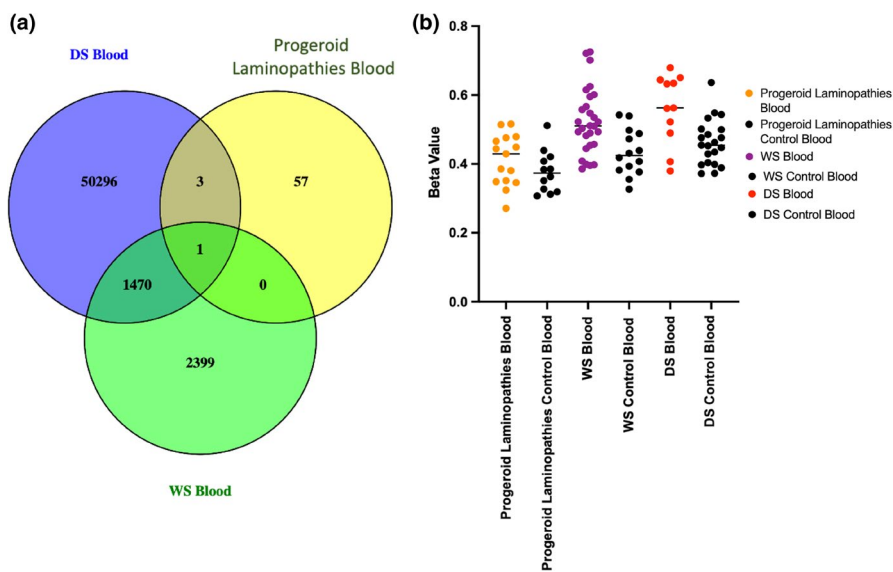 (a)
DS Blood
Progeroid
Laminopathies Blood
50296
3
57
1
1470
0
2399
WS Blood
(b)
Beta Value
0.8
0.6
0.4
0.2
0.0
Progeroid Laminopathies Blood
Progeroid Laminopathies Control Blood
WS Blood
WS Control Blood
DS Blood
DS Control Blood
Progeroid Laminopathies
Blood
Progeroid Laminopathies
Control Blood
WS Blood
WS Control Blood
DS Blood
DS Control Blood